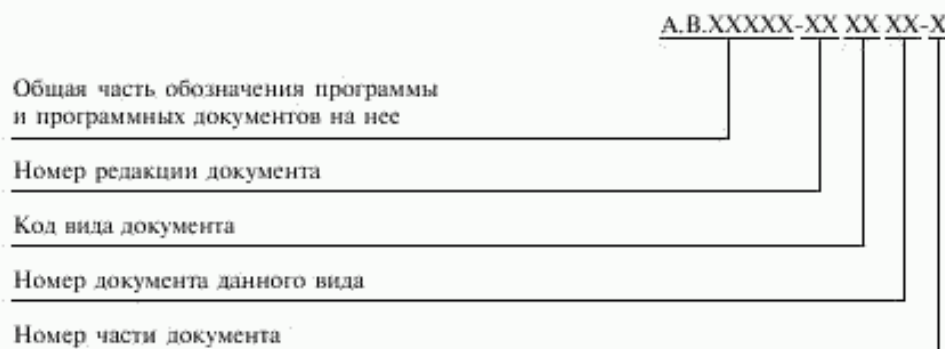 А.В.ХХХХХ-ХХ ХХ ХХ-Х
Общая часть обозначения программы
и программных документов на нее
Номер редакции документа
Код вида документа
Номер документа данного вида
Номер части документа